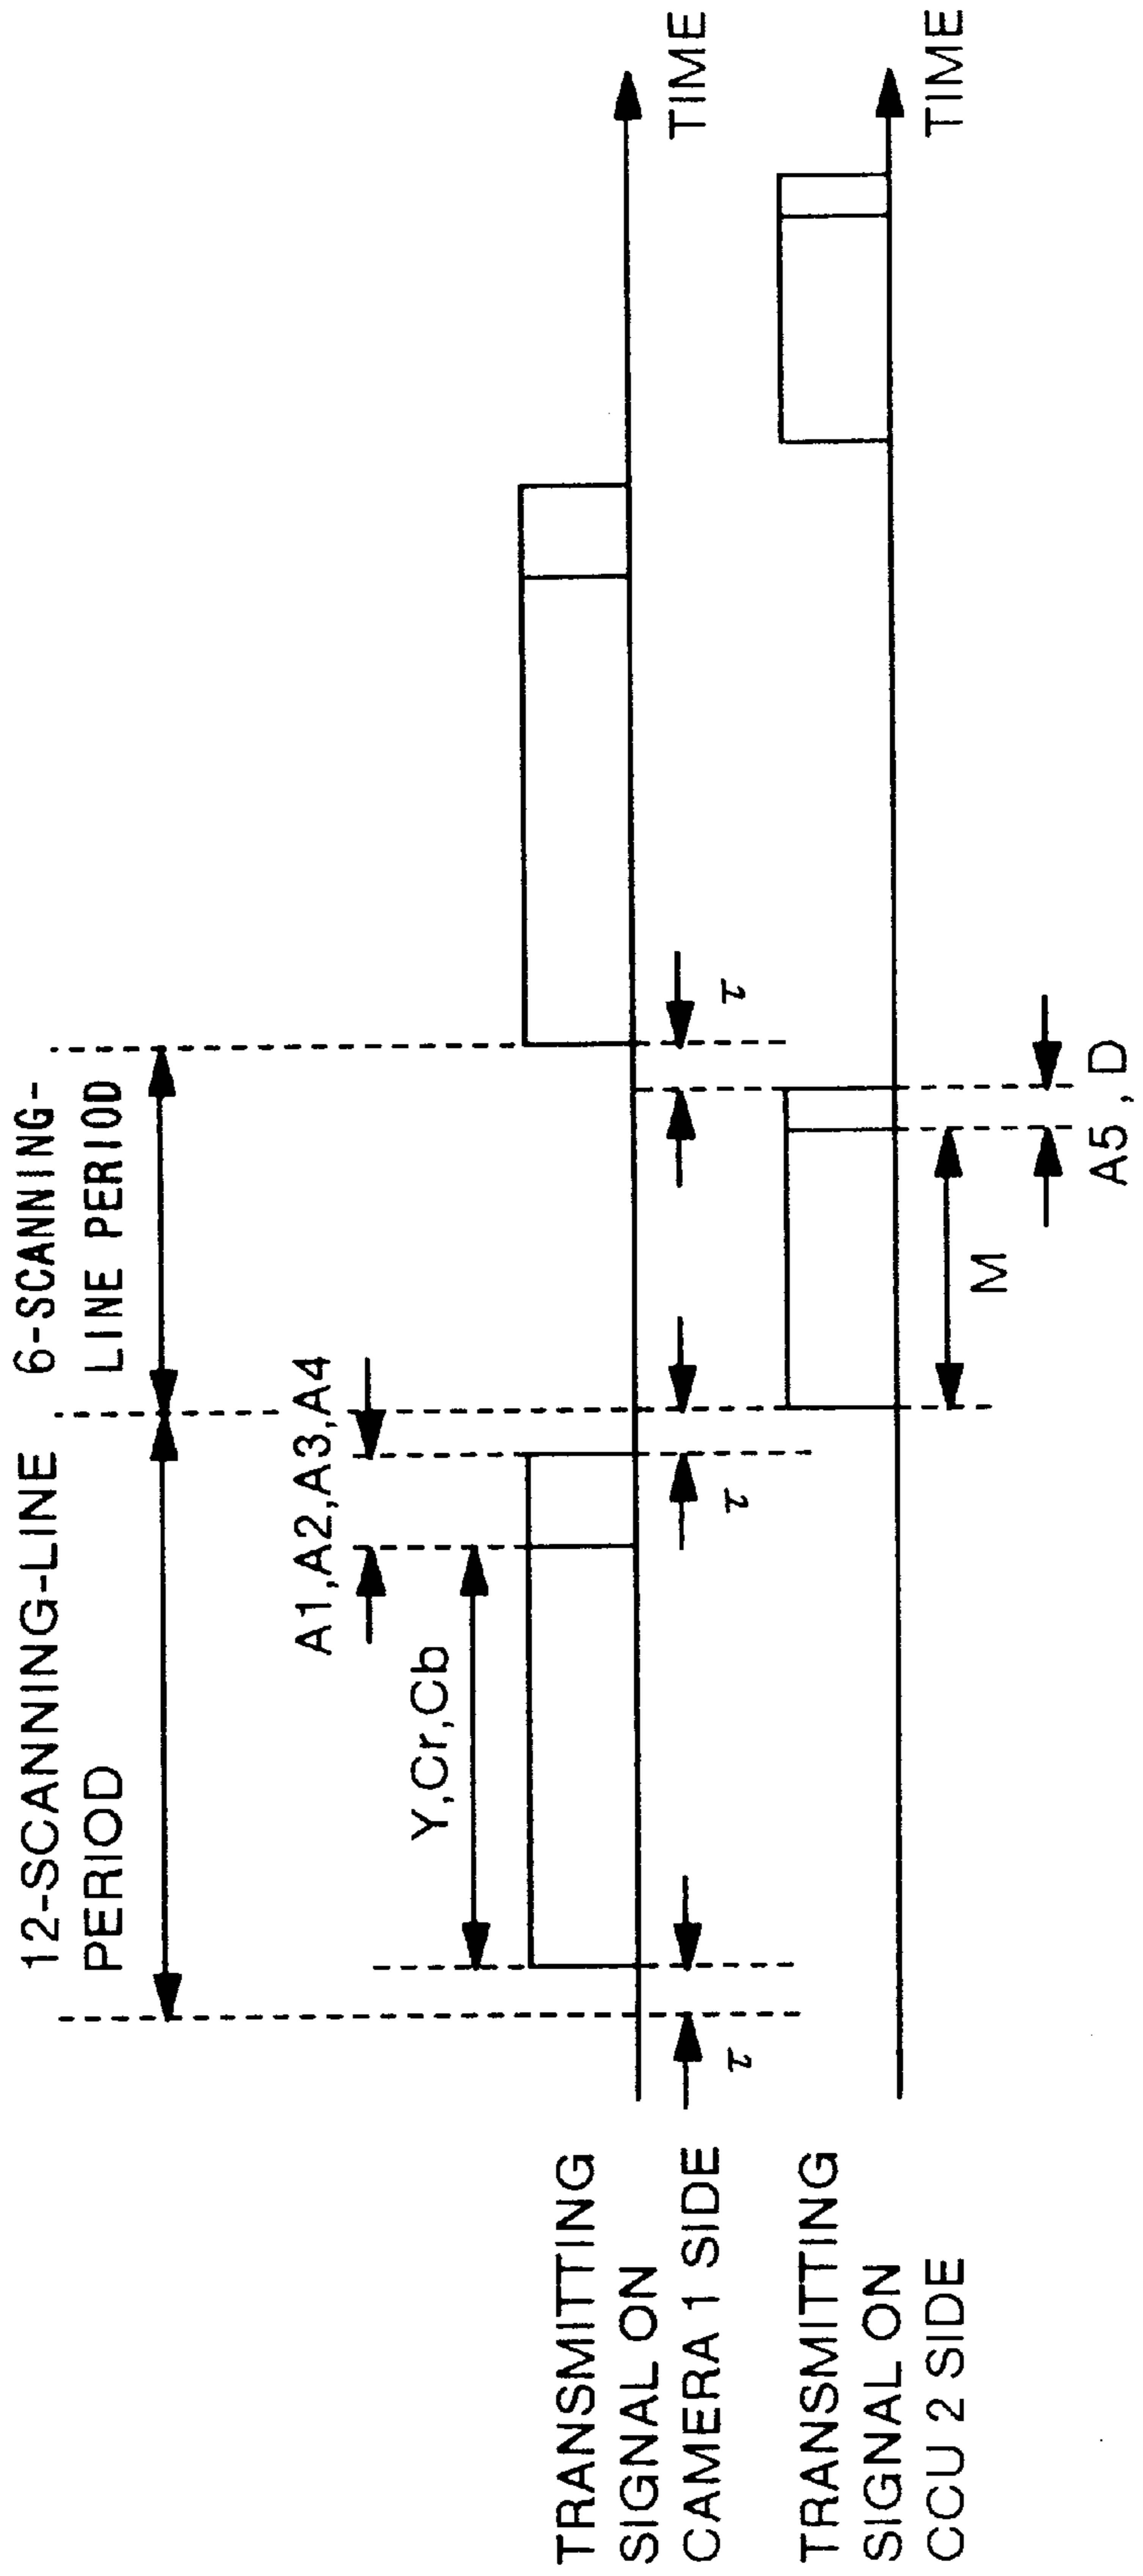 12-SCANNING-LINE
PERIOD
6-SCANNING-
LINE PERIOD
A1,A2,A3,A4
Y,Cr,Cb
TRANSMITTING
SIGNAL ON
CAMERA 1 SIDE
τ
τ
τ
TIME
TRANSMITTING
SIGNAL ON
CCU 2 SIDE
M
A5 , D
TIME